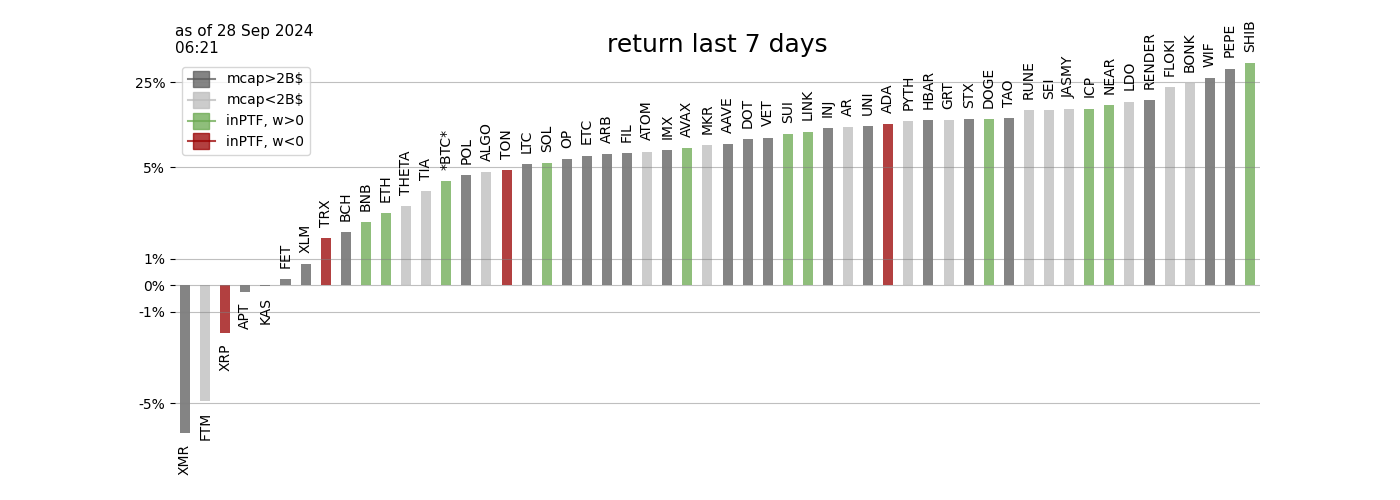 as of 28 Sep 2024
06:21
return last 7 days
mcap>2B$
mcap<2B$
inPTF, w>0
inPTF, w<0
25%
5%
1%
0%
-1%
-5%
XMR
FTM
XRP
APT
KAS
FET
XLM
TRX
BCH
BNB
ETH
THETA
TIA
*BTC*
POL
ALGO
TON
LTC
SOL
OP
ETC
ARB
FIL
ATOM
IMX
AVAX
MKR
AAVE
DOT
VET
SUI
LINK
INJ
AR
UNI
ADA
PYTH
HBAR
GRT
STX
DOGE
TAO
RUNE
SEI
JASMY
ICP
NEAR
LDO
RENDER
FLOKI
BONK
WIF
PEPE
SHIB